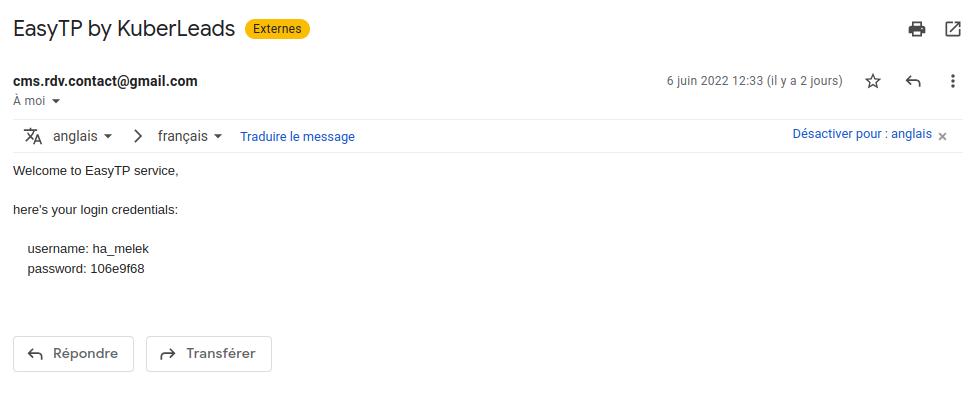 EasyTP by KuberLeads Externes
cms.rdv.contact@gmail.com 6 juin 2022 12:33 (il y a 2 jours)
À moi
anglais français Traduire le message Désactiver pour : anglais
Welcome to EasyTP service,
here's your login credentials:
username: ha_melek
password: 106e9f68
Répondre Transférer